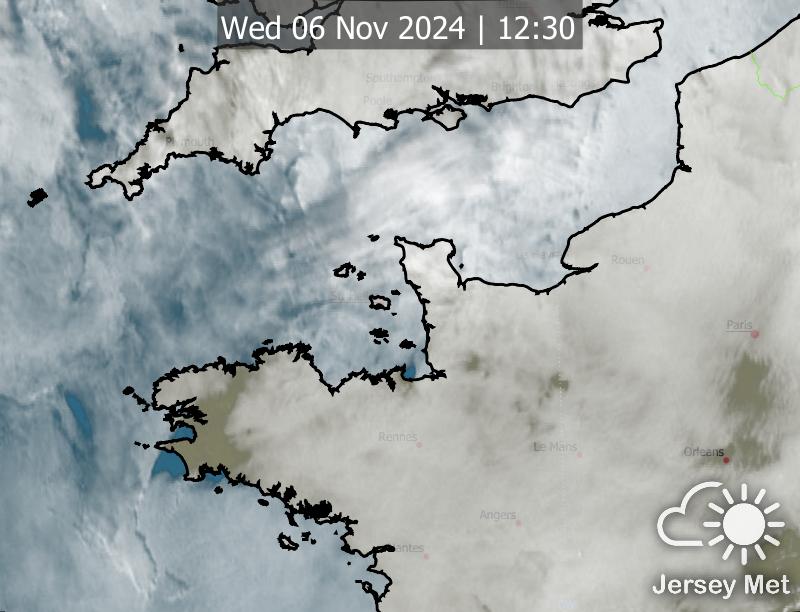 Wed 06 Nov 2024 | 12:30
Southampton
Poole
Plymouth
Rouen
Paris
Rennes
Le Mans
Orleans
Angers
Nantes
Jersey Met